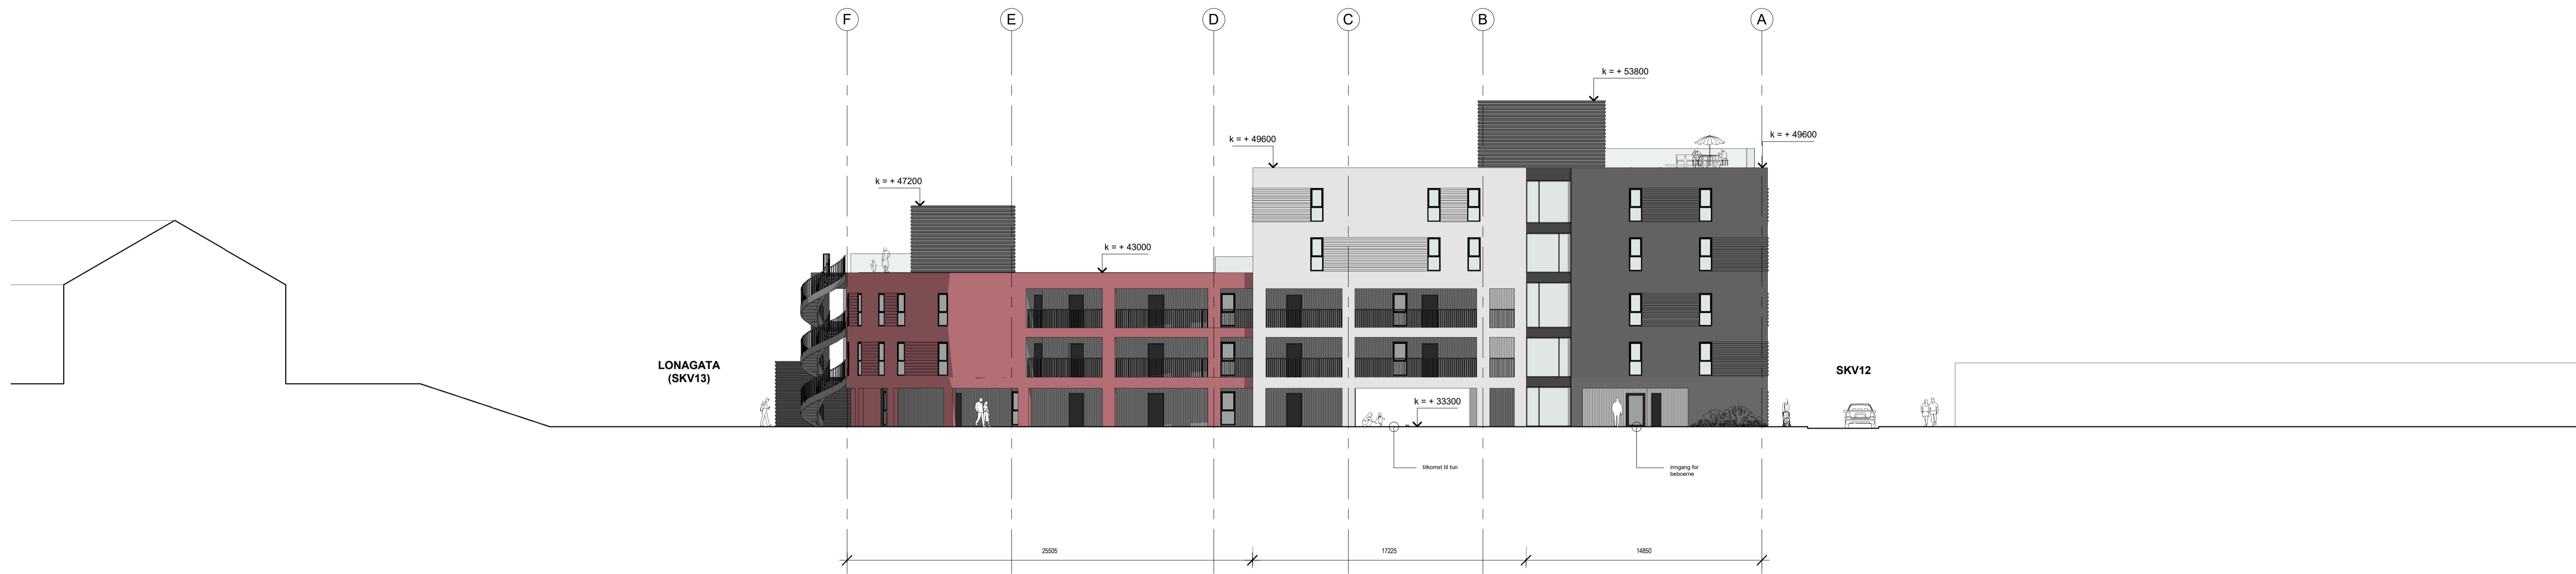 F
E
D
C
B
A
k = + 53800
k = + 49600
k = + 49600
k = + 47200
k = + 43000
LONAGATA
(SKV13)
SKV12
k = + 33300
tilkomst til tun
inngang for
beboerne
25505
17225
14850